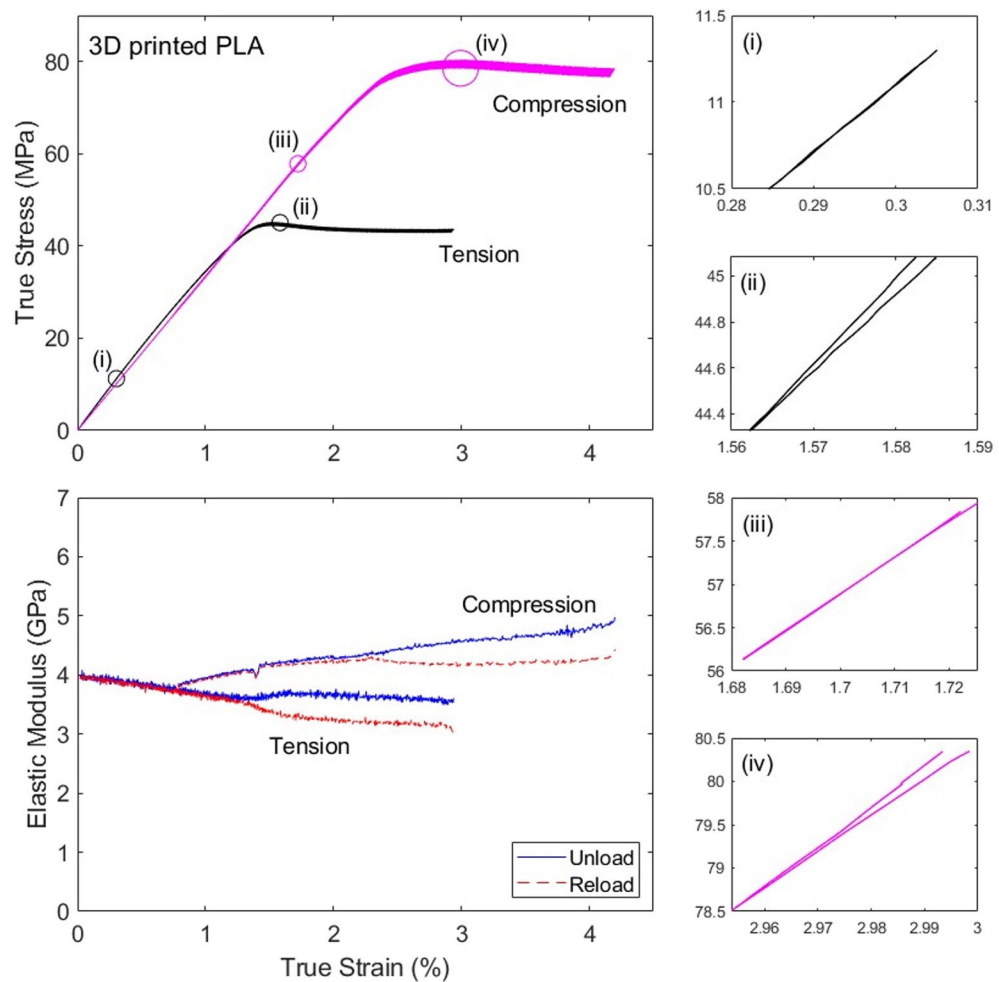 3D printed PLA
(iv)
Compression
(iii)
(ii)
Tension
(i)
True Stress (MPa)
80
60
40
20
0
0 1 2 3 4
(i)
11.5
11
10.5
0.28 0.29 0.3 0.31
(ii)
45
44.8
44.6
44.4
1.56 1.57 1.58 1.59
Elastic Modulus (GPa)
7
6
5
4
3
2
1
0
Compression
Tension
Unload
Reload
0 1 2 3 4
True Strain (%)
(iii)
58
57.5
57
56.5
56
1.68 1.69 1.7 1.71 1.72
(iv)
80.5
80
79.5
79
78.5
2.96 2.97 2.98 2.99 3